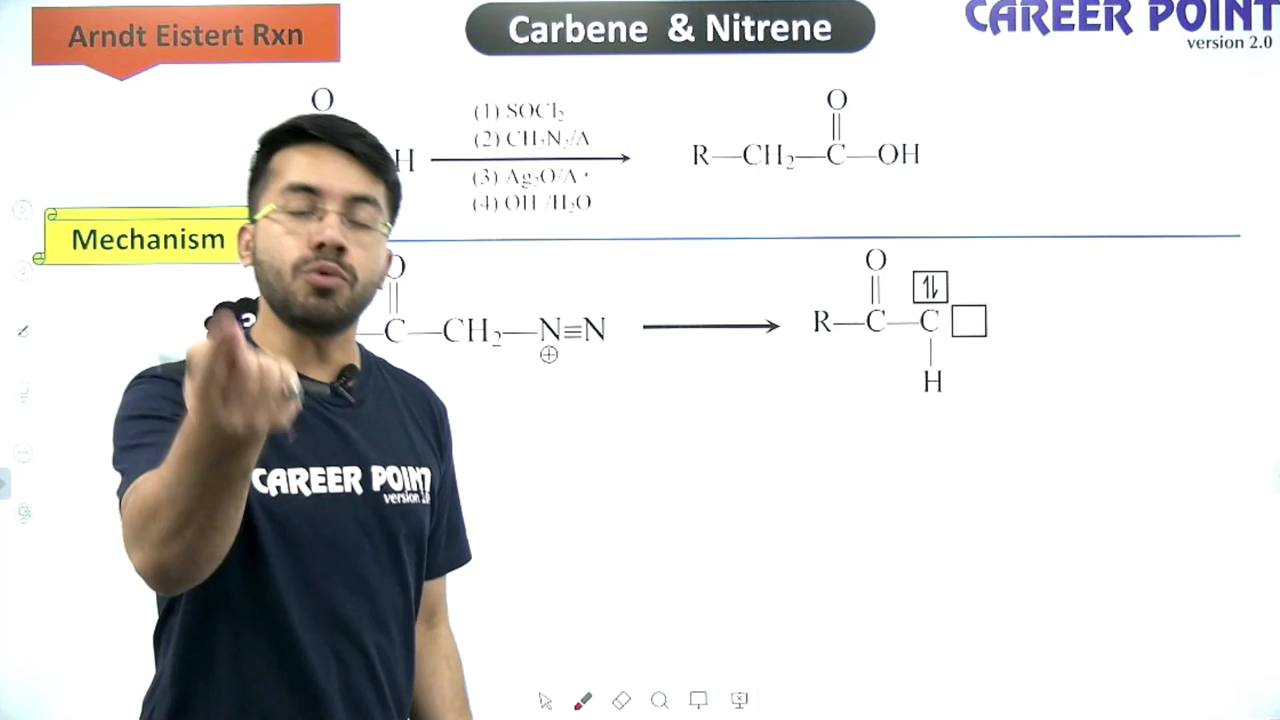 Arndt Eistert Rxn
Carbene & Nitrene
CAREER POINT
version 2.0
O
H
(1) SOCl₂
(2) CH₂N₂/Δ
(3) Ag₂O/Δ
(4) OH⁻/H₂O
O
||
R—CH₂—C—OH
Mechanism
O
||
—C—CH₂—N≡N
⊕
O
||
R—C—C
|
H
⇅
CAREER POINT
version 2.0